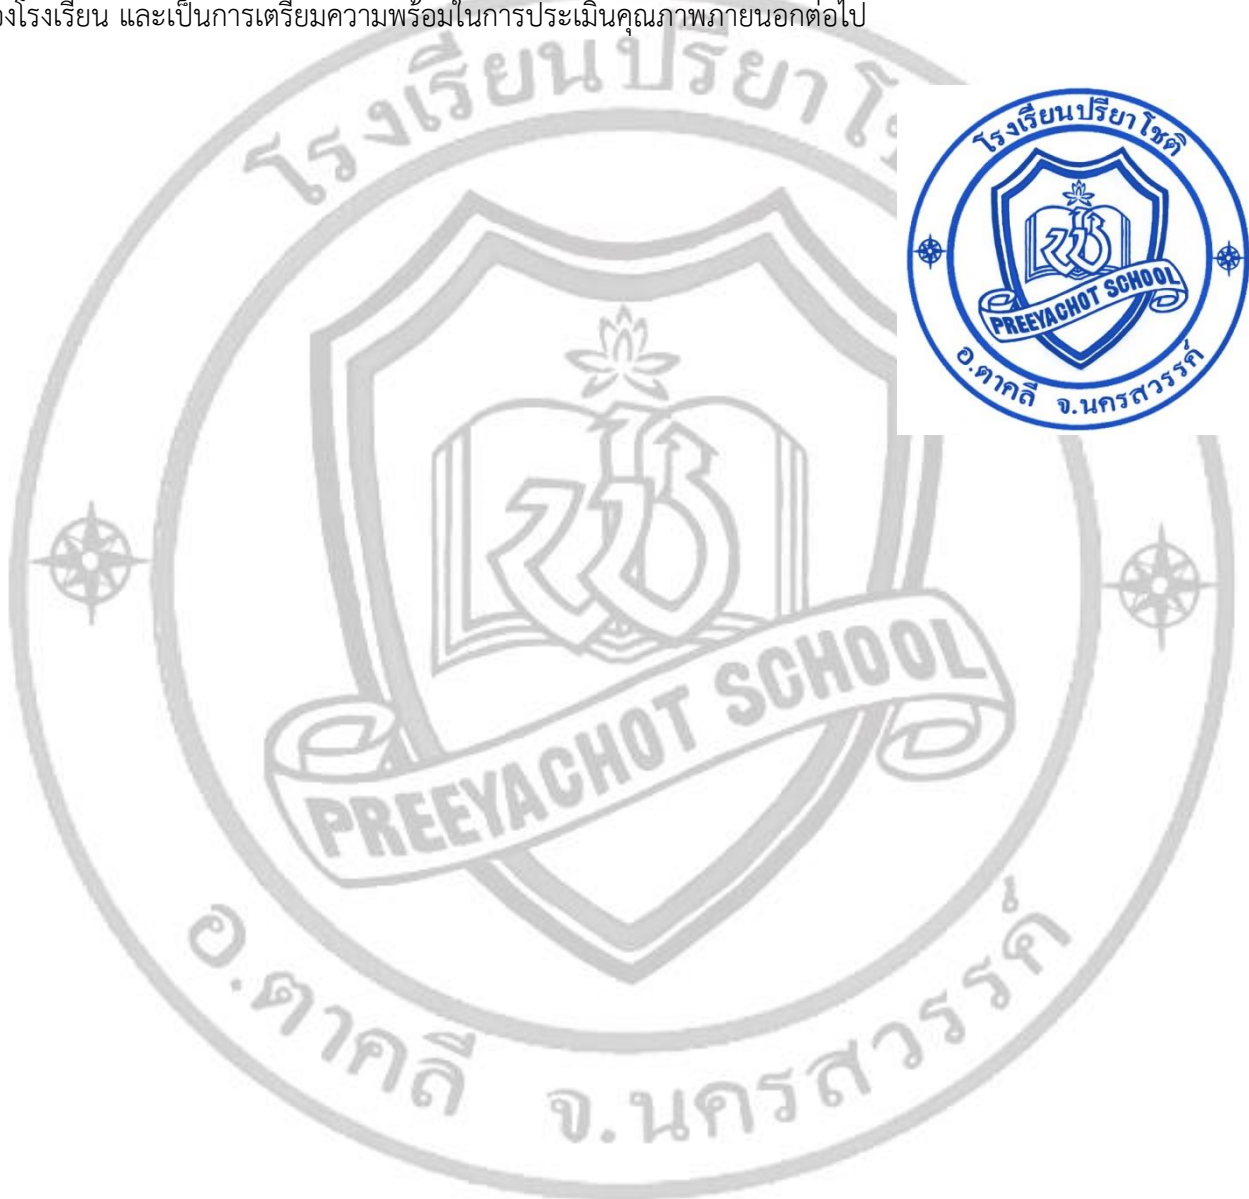 งโรงเรียน และเป็นการเตรียมความพร้อมในการประเมินคุณภาพภายนอกต่อไป
โรงเรียนปรียาโ
โรงเรียนปรียาโชติ
PREEYACHOT SCHOOL
อ.ตาคลี จ.นครสวรรค์
PREEYACHOT SCHOOL
อ.ตาคลี จ.นครสวรรค์